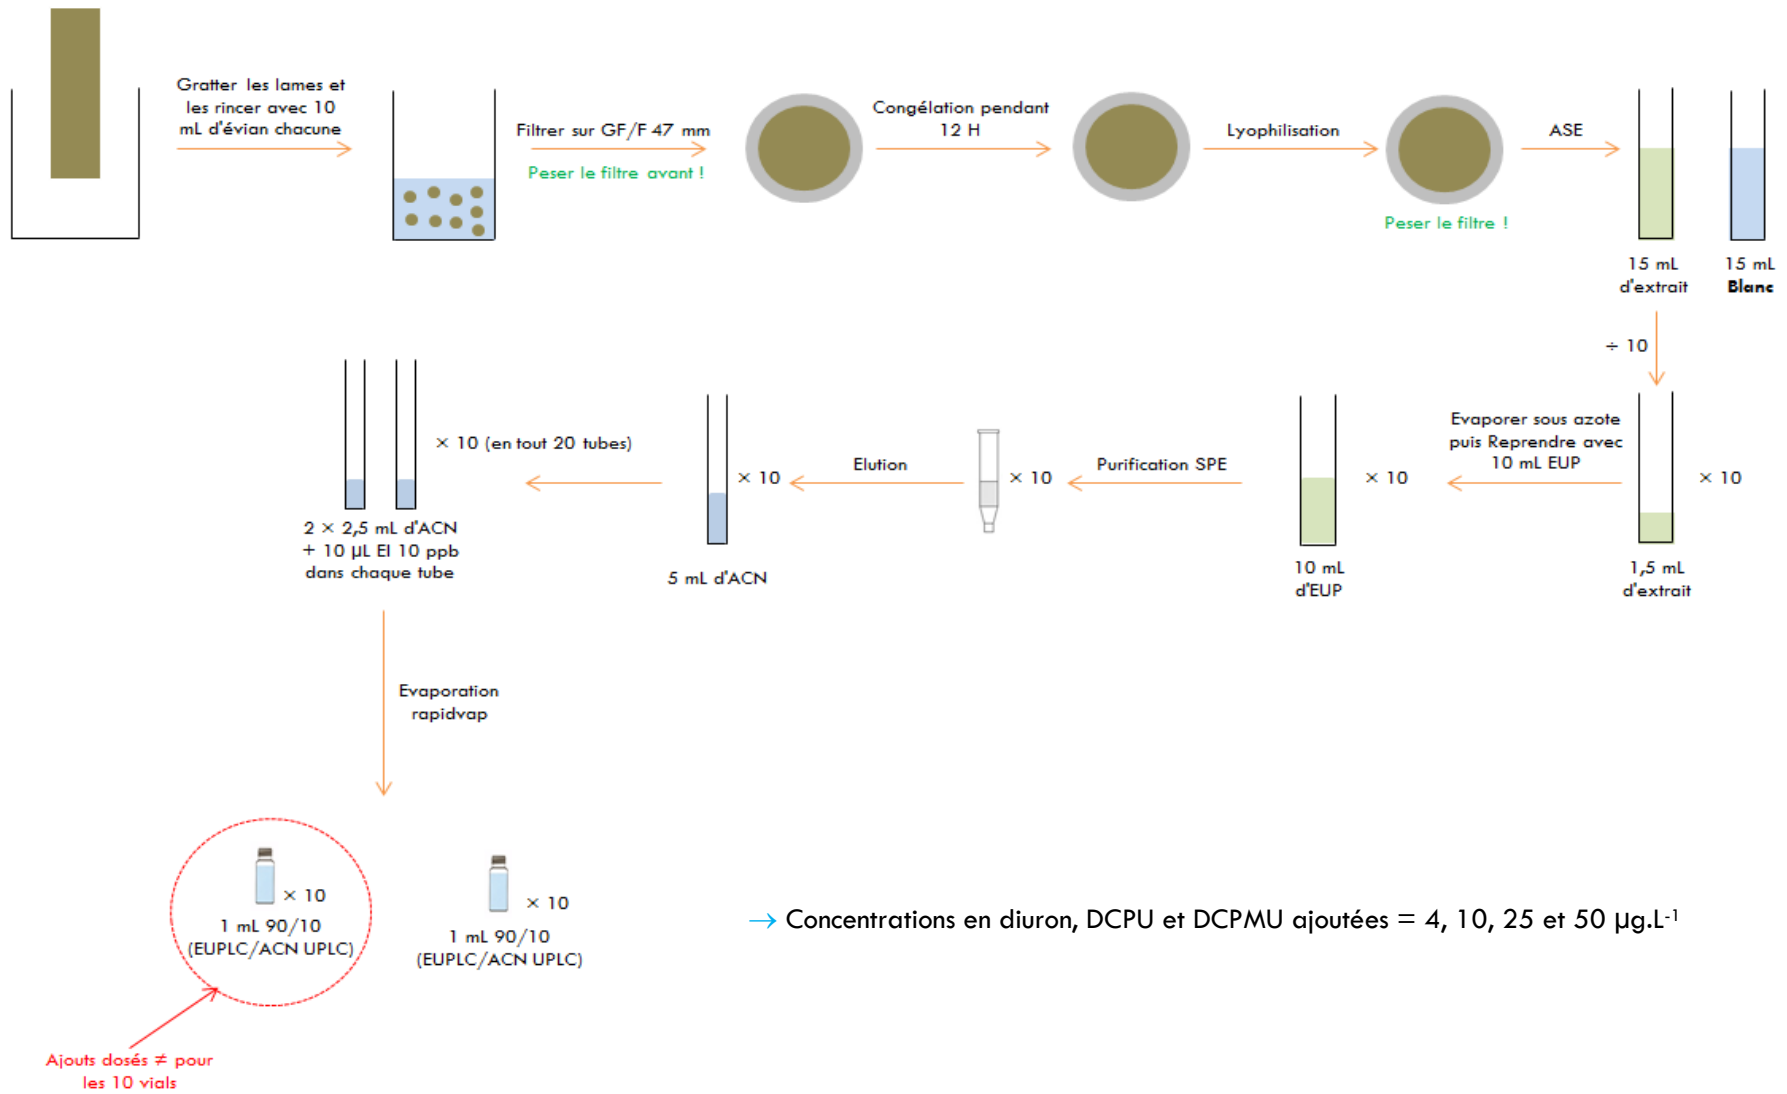 Gratter les lames et
les rincer avec 10
mL d'évian chacune
Filtrer sur GF/F 47 mm
Peser le filtre avant !
Congélation pendant
12 H
Lyophilisation
Peser le filtre !
ASE
15 mL
d'extrait
15 mL
Blanc
÷ 10
1,5 mL
d'extrait
× 10
Evaporer sous azote
puis Reprendre avec
10 mL EUP
× 10
10 mL
d'EUP
Purification SPE
× 10
Elution
× 10
5 mL d'ACN
× 10 (en tout 20 tubes)
2 × 2,5 mL d'ACN
+ 10 µL EI 10 ppb
dans chaque tube
Evaporation
rapidvap
× 10
1 mL 90/10
(EUPLC/ACN UPLC)
× 10
1 mL 90/10
(EUPLC/ACN UPLC)
→ Concentrations en diuron, DCPU et DCPMU ajoutées = 4, 10, 25 et 50 µg.L-1
Ajouts dosés ≠ pour
les 10 vials